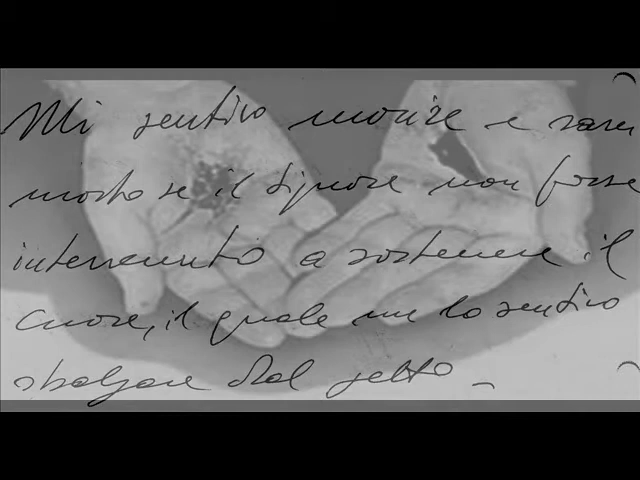 Mi sentivo morire e sarei
morto se il Signore non fosse
intervenuto a sostenere il
cuore, il quale me lo sentivo
sbalzare dal petto_